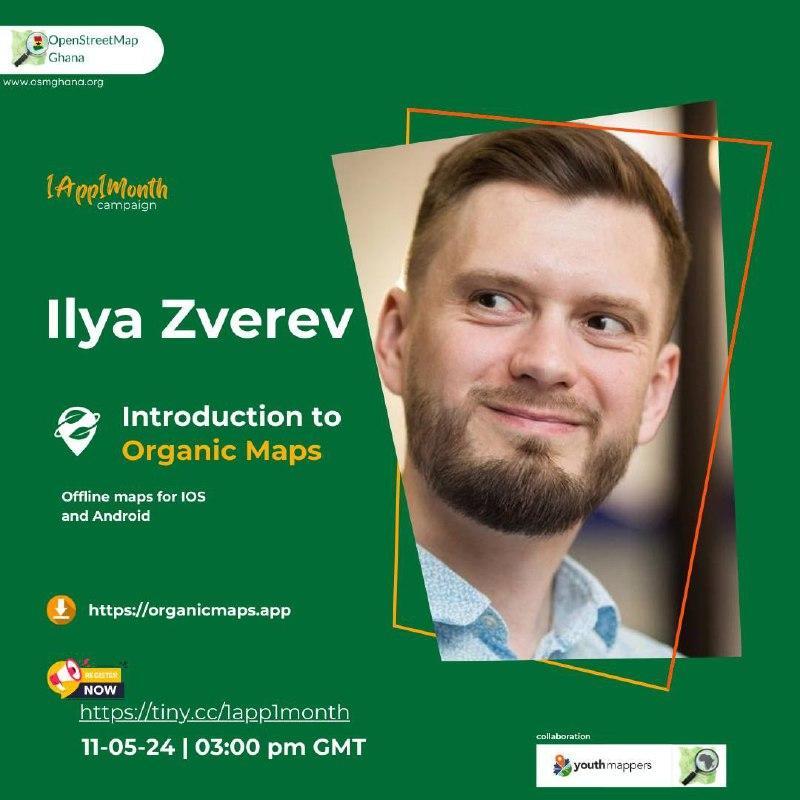 OpenStreetMap
Ghana
www.osmghana.org
1App1Month
campaign
Ilya Zverev
Introduction to
Organic Maps
Offline maps for IOS
and Android
https://organicmaps.app
REGISTER
NOW
https://tiny.cc/1app1month
11-05-24 | 03:00 pm GMT
collaboration
youthmappers